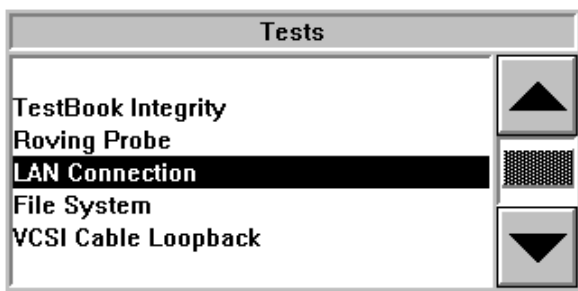 Tests
TestBook Integrity
Roving Probe
LAN Connection
File System
VCSI Cable Loopback